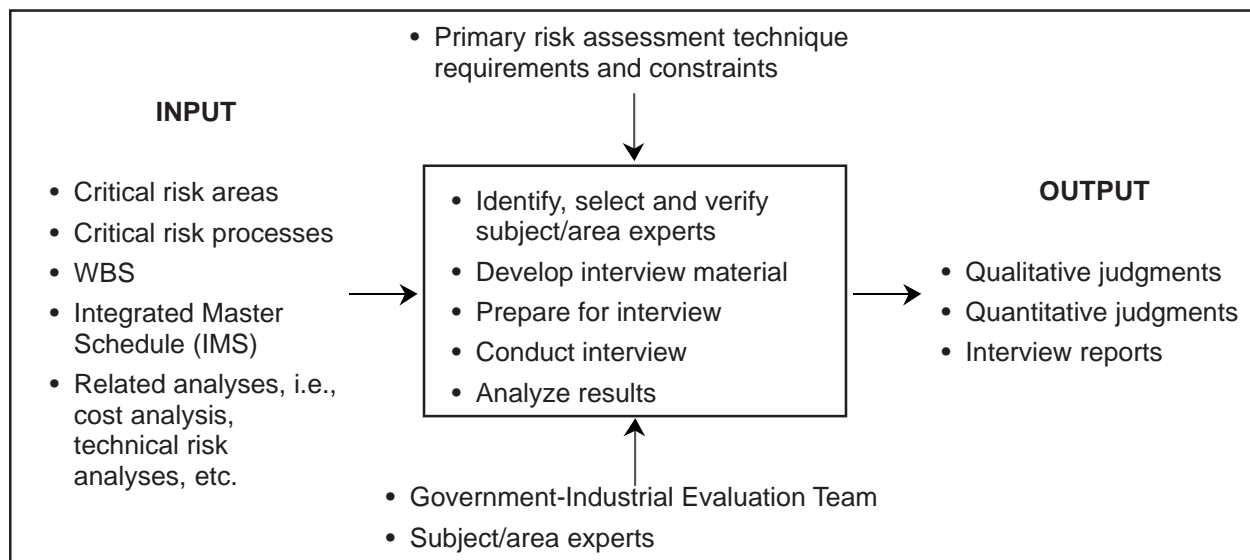 • Primary risk assessment technique
requirements and constraints
INPUT
• Critical risk areas
• Critical risk processes
• WBS
• Integrated Master
Schedule (IMS)
• Related analyses, i.e.,
cost analysis,
technical risk
analyses, etc.
• Identify, select and verify
subject/area experts
• Develop interview material
• Prepare for interview
• Conduct interview
• Analyze results
OUTPUT
• Qualitative judgments
• Quantitative judgments
• Interview reports
• Government-Industrial Evaluation Team
• Subject/area experts